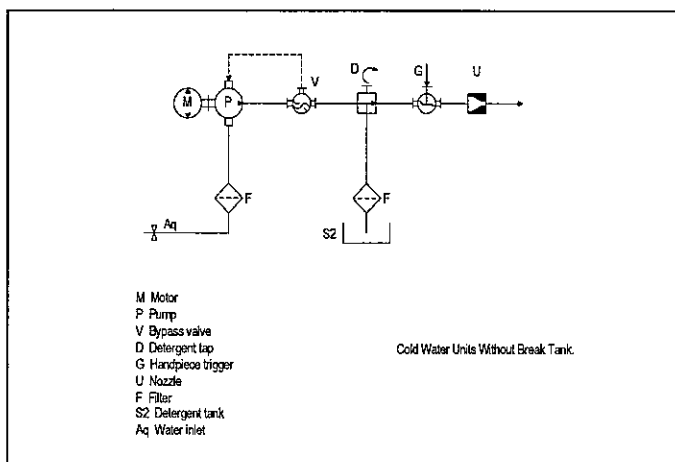 D
G
U
V
M
P
F
F
Aq
S2
M Motor
P Pump
V Bypass valve
D Detergent tap
G Handpiece trigger
U Nozzle
F Filter
S2 Detergent tank
Aq Water inlet
Cold Water Units Without Break Tank.